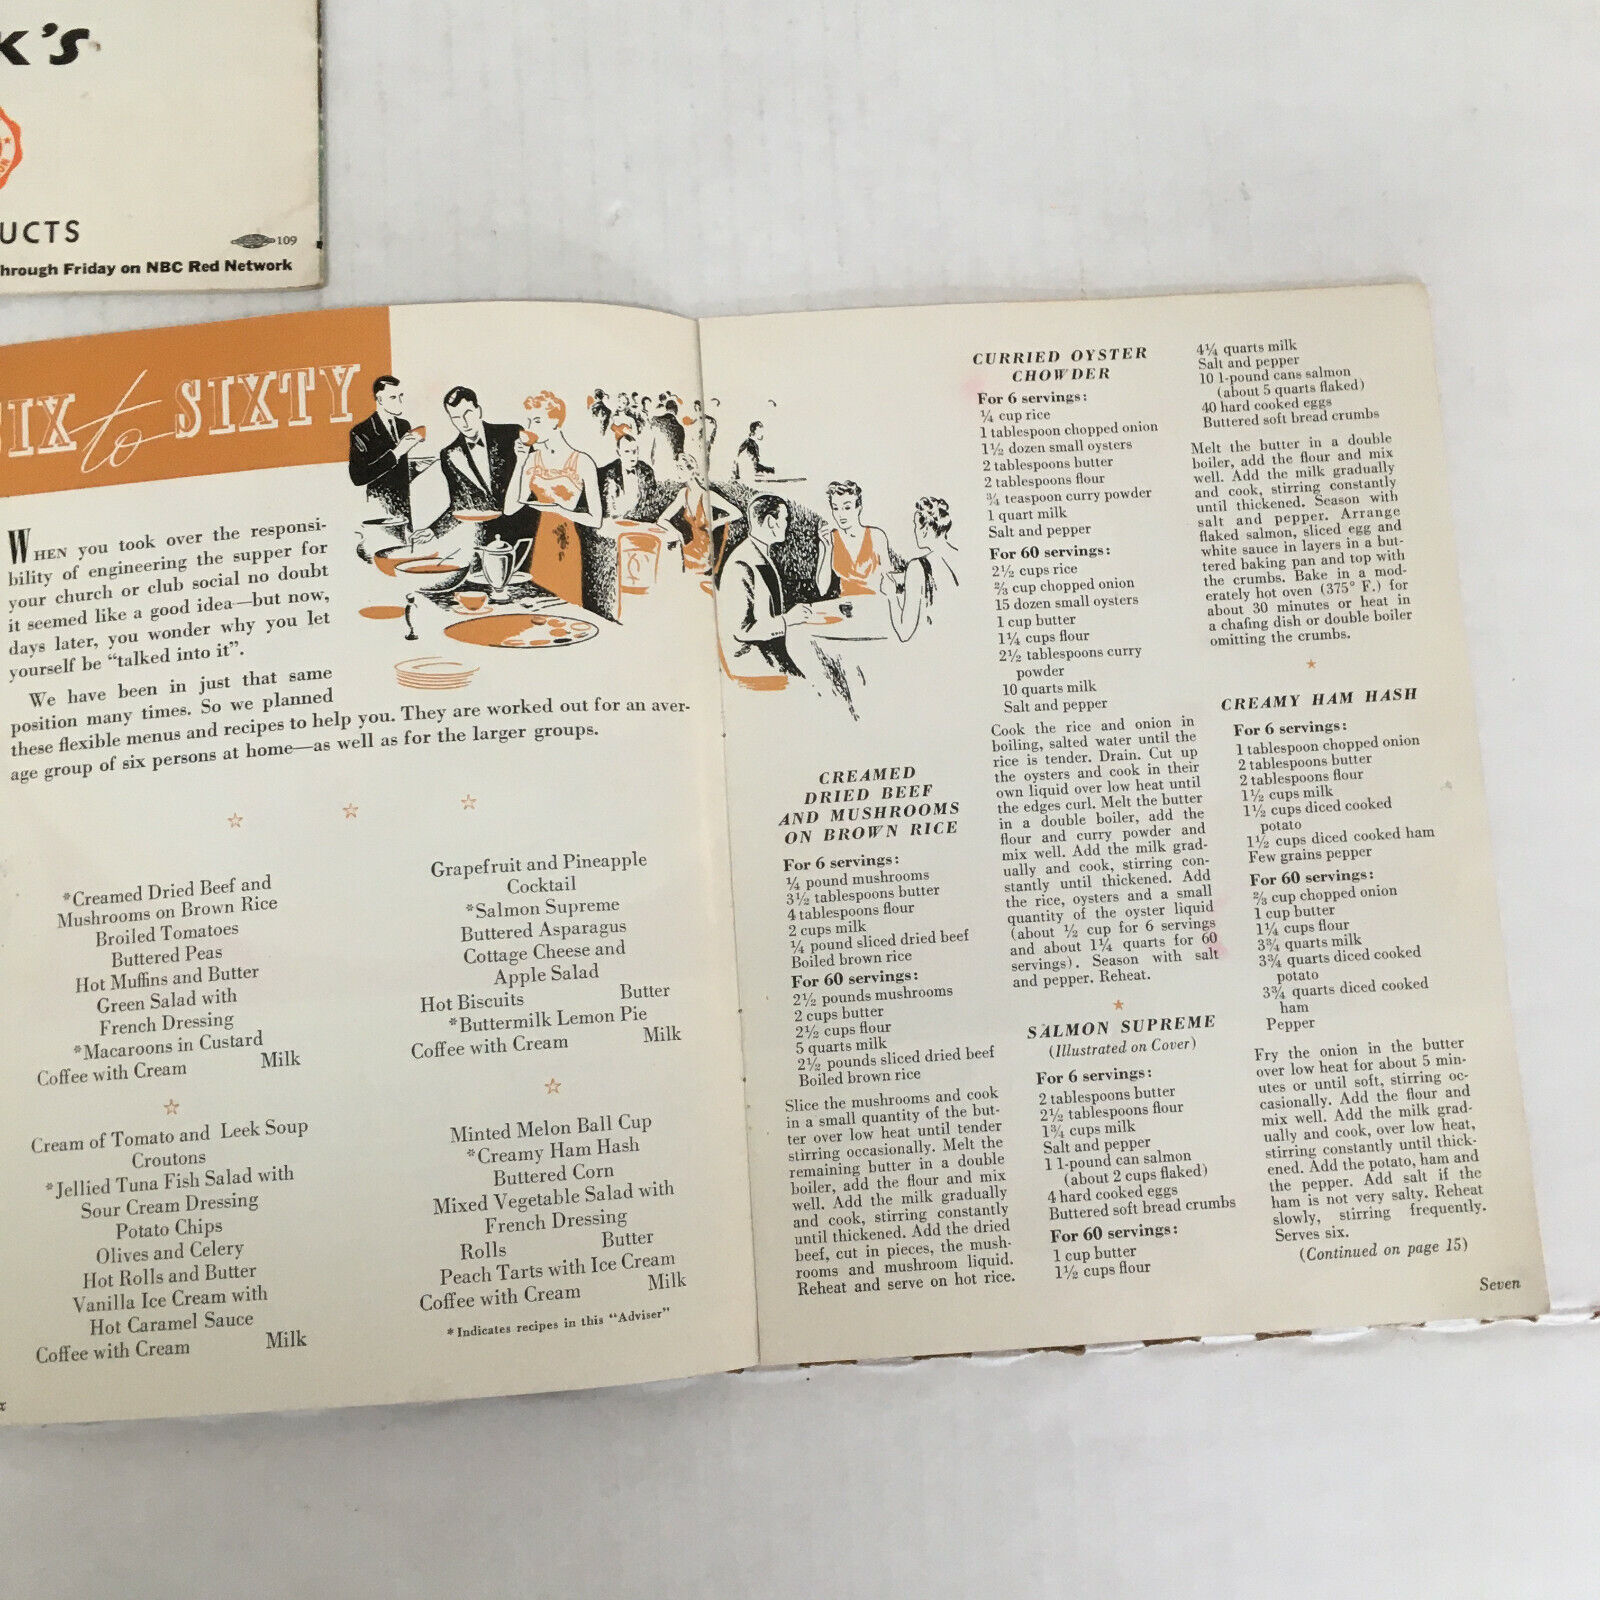 K's
UCTS
109
hrough Friday on NBC Red Network
SIX to SIXTY
WHEN you took over the responsi-
bility of engineering the supper for
your church or club social no doubt
it seemed like a good idea—but now,
days later, you wonder why you let
yourself be "talked into it".
We have been in just that same
position many times. So we planned
these flexible menus and recipes to help you. They are worked out for an aver-
age group of six persons at home—as well as for the larger groups.
*Creamed Dried Beef and
Mushrooms on Brown Rice
Broiled Tomatoes
Buttered Peas
Hot Muffins and Butter
Green Salad with
French Dressing
*Macaroons in Custard
Coffee with Cream Milk
Cream of Tomato and Leek Soup
Croutons
*Jellied Tuna Fish Salad with
Sour Cream Dressing
Potato Chips
Olives and Celery
Hot Rolls and Butter
Vanilla Ice Cream with
Hot Caramel Sauce
Coffee with Cream Milk
Grapefruit and Pineapple
Cocktail
*Salmon Supreme
Buttered Asparagus
Cottage Cheese and
Apple Salad
Hot Biscuits Butter
*Buttermilk Lemon Pie
Coffee with Cream Milk
Minted Melon Ball Cup
*Creamy Ham Hash
Buttered Corn
Mixed Vegetable Salad with
French Dressing
Rolls Butter
Peach Tarts with Ice Cream
Coffee with Cream Milk
*Indicates recipes in this "Adviser"
x
CREAMED
DRIED BEEF
AND MUSHROOMS
ON BROWN RICE
For 6 servings:
¼ pound mushrooms
3½ tablespoons butter
4 tablespoons flour
2 cups milk
¼ pound sliced dried beef
Boiled brown rice
For 60 servings:
2½ pounds mushrooms
2 cups butter
2½ cups flour
5 quarts milk
2½ pounds sliced dried beef
Boiled brown rice
Slice the mushrooms and cook
in a small quantity of the but-
ter over low heat until tender
stirring occasionally. Melt the
remaining butter in a double
boiler, add the flour and mix
well. Add the milk gradually
and cook, stirring constantly
until thickened. Add the dried
beef, cut in pieces, the mush-
rooms and mushroom liquid.
Reheat and serve on hot rice.
CURRIED OYSTER
CHOWDER
For 6 servings:
¼ cup rice
1 tablespoon chopped onion
1½ dozen small oysters
2 tablespoons butter
2 tablespoons flour
¾ teaspoon curry powder
1 quart milk
Salt and pepper
For 60 servings:
2½ cups rice
⅔ cup chopped onion
15 dozen small oysters
1 cup butter
1¼ cups flour
2½ tablespoons curry
powder
10 quarts milk
Salt and pepper
Cook the rice and onion in
boiling, salted water until the
rice is tender. Drain. Cut up
the oysters and cook in their
own liquid over low heat until
the edges curl. Melt the butter
in a double boiler, add the
flour and curry powder and
mix well. Add the milk grad-
ually and cook, stirring con-
stantly until thickened. Add
the rice, oysters and a small
quantity of the oyster liquid
(about ½ cup for 6 servings
and about 1¼ quarts for 60
servings). Season with salt
and pepper. Reheat.
SALMON SUPREME
(Illustrated on Cover)
For 6 servings:
2 tablespoons butter
2½ tablespoons flour
1¾ cups milk
Salt and pepper
1 1-pound can salmon
(about 2 cups flaked)
4 hard cooked eggs
Buttered soft bread crumbs
For 60 servings:
1 cup butter
1½ cups flour
4¼ quarts milk
Salt and pepper
10 1-pound cans salmon
(about 5 quarts flaked)
40 hard cooked eggs
Buttered soft bread crumbs
Melt the butter in a double
boiler, add the flour and mix
well. Add the milk gradually
and cook, stirring constantly
until thickened. Season with
salt and pepper. Arrange
flaked salmon, sliced egg and
white sauce in layers in a but-
tered baking pan and top with
the crumbs. Bake in a mod-
erately hot oven (375° F.) for
about 30 minutes or heat in
a chafing dish or double boiler
omitting the crumbs.
CREAMY HAM HASH
For 6 servings:
1 tablespoon chopped onion
2 tablespoons butter
2 tablespoons flour
1½ cups milk
1½ cups diced cooked
potato
1½ cups diced cooked ham
Few grains pepper
For 60 servings:
⅔ cup chopped onion
1 cup butter
1¼ cups flour
3¾ quarts milk
3¾ quarts diced cooked
potato
3¾ quarts diced cooked
ham
Pepper
Fry the onion in the butter
over low heat for about 5 min-
utes or until soft, stirring oc-
casionally. Add the flour and
mix well. Add the milk grad-
ually and cook, over low heat,
stirring constantly until thick-
ened. Add the potato, ham and
the pepper. Add salt if the
ham is not very salty. Reheat
slowly, stirring frequently.
Serves six.
(Continued on page 15)
Seven